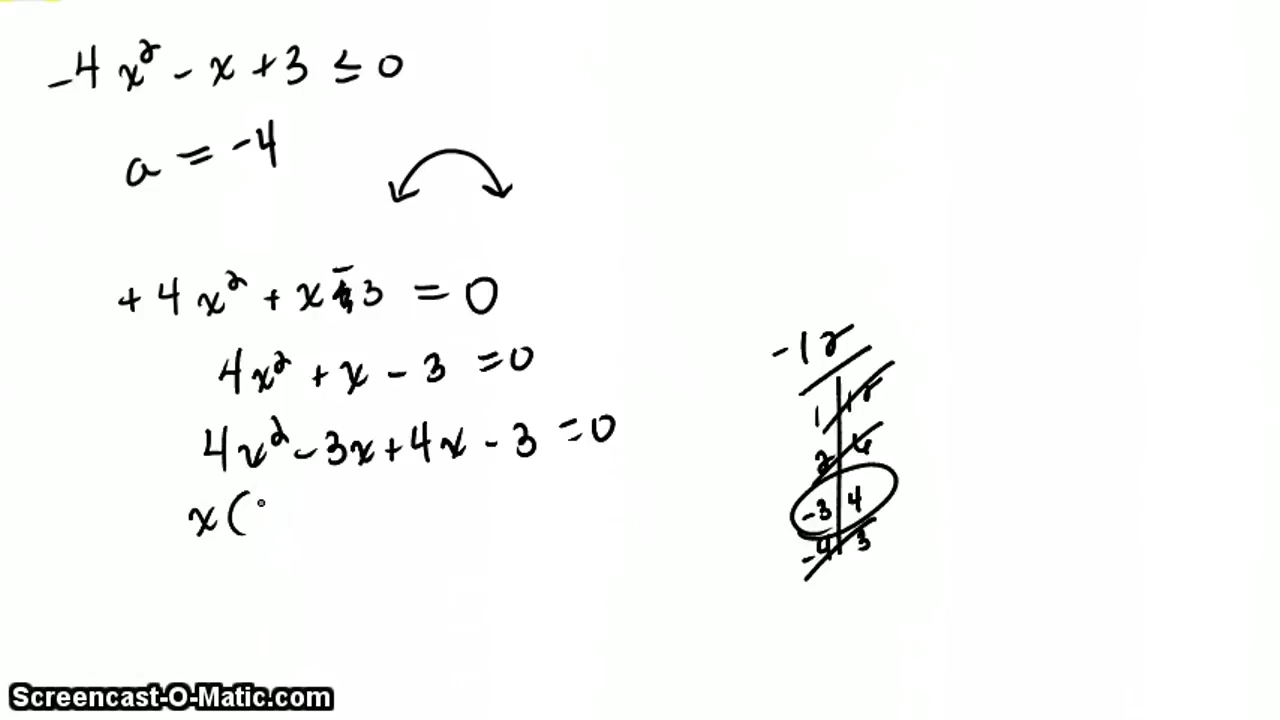 -4x² - x + 3 ≤ 0
a = -4
+4x² + x - 3 = 0
4x² + x - 3 = 0
4x² - 3x + 4x - 3 = 0
x(
-12
1 12
2 6
-3 4
-4 3
Screencast-O-Matic.com